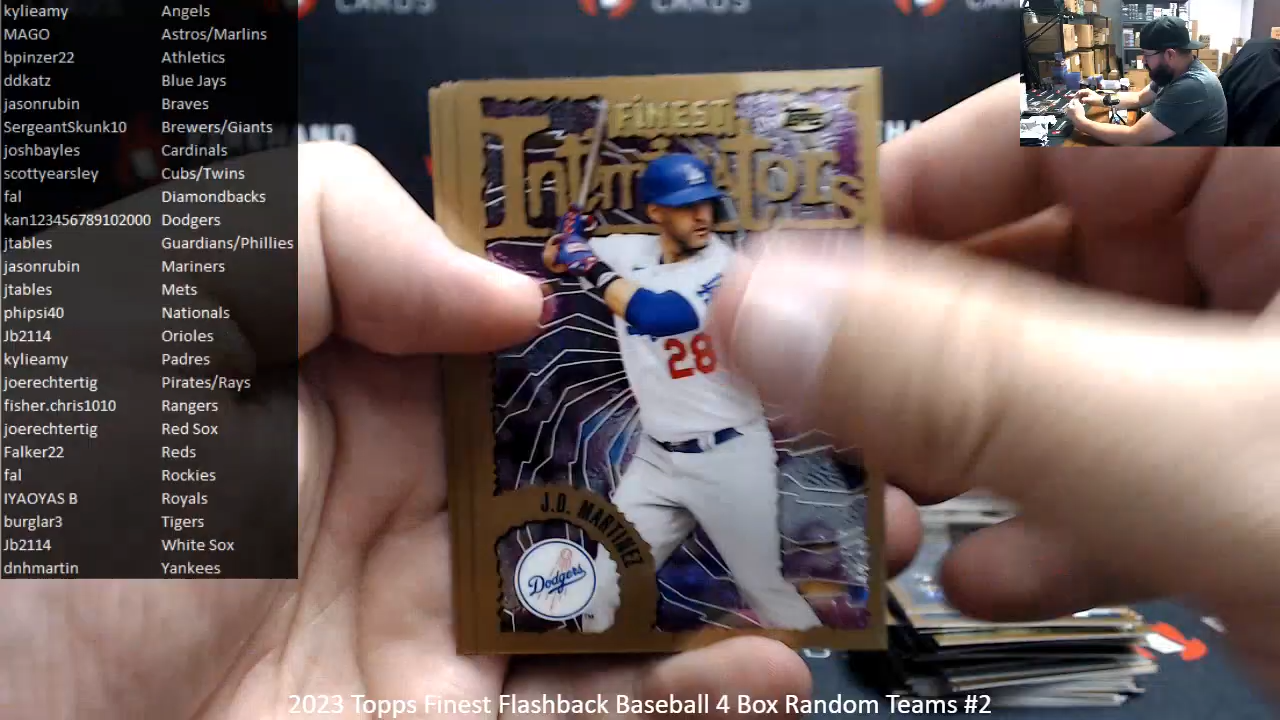 kylieamy Angels
MAGO Astros/Marlins
bpinzer22 Athletics
ddkatz Blue Jays
jasonrubin Braves
SergeantSkunk10 Brewers/Giants
joshbayles Cardinals
scottyearsley Cubs/Twins
fal Diamondbacks
kan123456789102000 Dodgers
jtables Guardians/Phillies
jasonrubin Mariners
jtables Mets
phipsi40 Nationals
Jb2114 Orioles
kylieamy Padres
joerechtertig Pirates/Rays
fisher.chris1010 Rangers
joerechtertig Red Sox
Falker22 Reds
fal Rockies
IYAOYAS B Royals
burglar3 Tigers
Jb2114 White Sox
dnhmartin Yankees
CARDS
CARDS
CARDS
FINEST
Topps
28
J.D. MARTINEZ
Dodgers
2023 Topps Finest Flashback Baseball 4 Box Random Teams #2